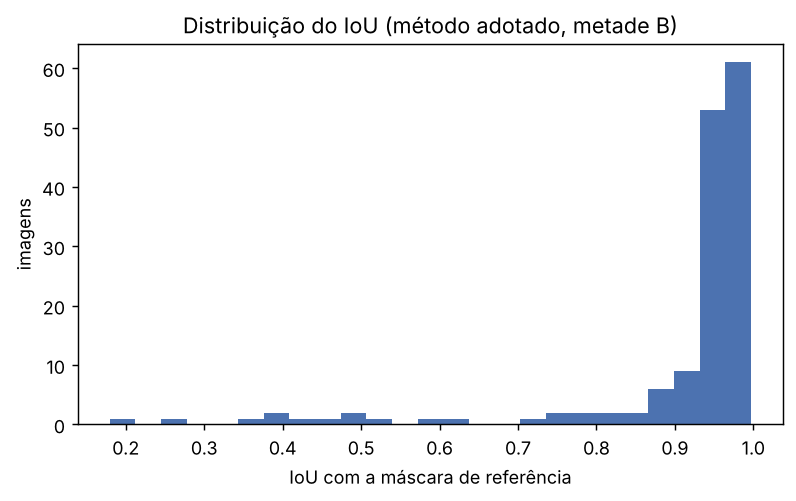 Distribuição do IoU (método adotado, metade B)
imagens
60
50
40
30
20
10
0
0.2 0.3 0.4 0.5 0.6 0.7 0.8 0.9 1.0
IoU com a máscara de referência